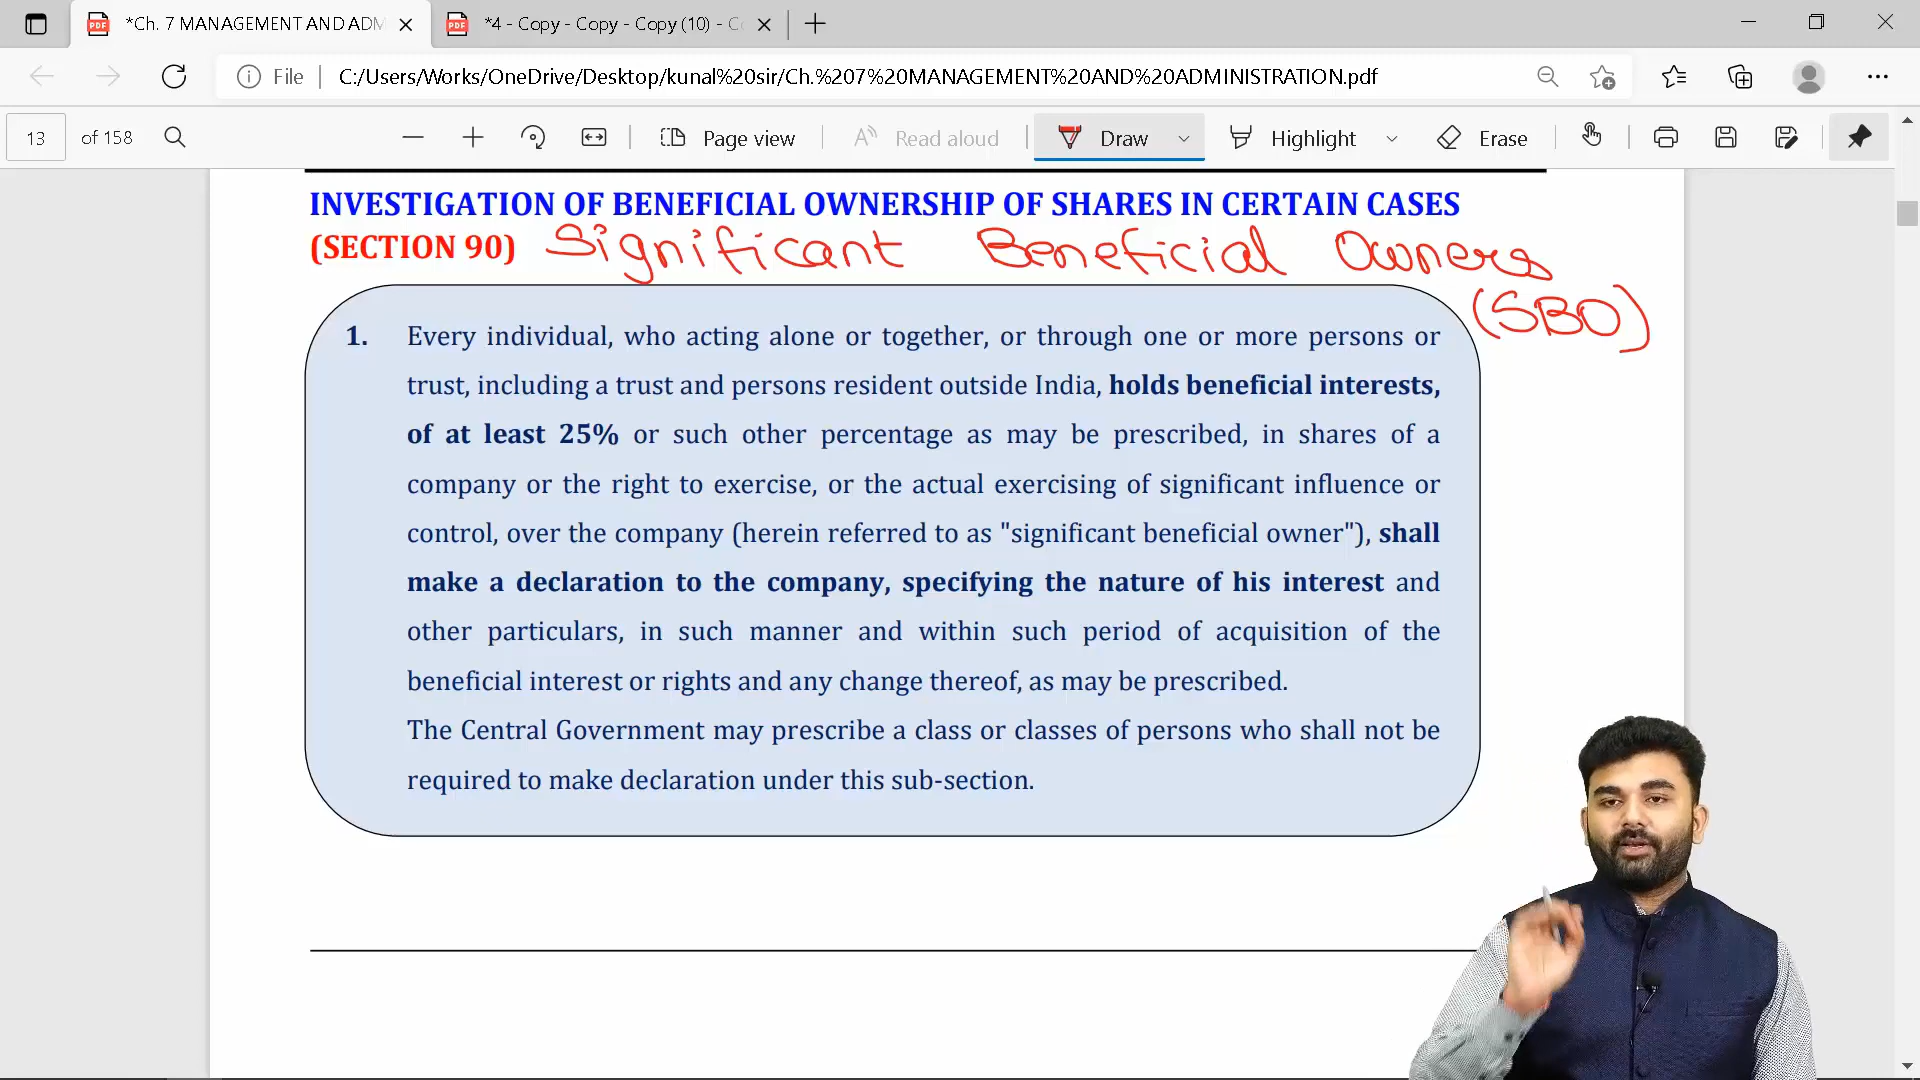 *Ch. 7 MANAGEMENT AND ADM
*4 - Copy - Copy - Copy (10) - Co
File
C:/Users/Works/OneDrive/Desktop/kunal%20sir/Ch.%207%20MANAGEMENT%20AND%20ADMINISTRATION.pdf
13 of 158
Page view
Read aloud
Draw
Highlight
Erase
INVESTIGATION OF BENEFICIAL OWNERSHIP OF SHARES IN CERTAIN CASES
(SECTION 90) Significant Beneficial Owners
(SBO)
1. Every individual, who acting alone or together, or through one or more persons or
trust, including a trust and persons resident outside India, holds beneficial interests,
of at least 25% or such other percentage as may be prescribed, in shares of a
company or the right to exercise, or the actual exercising of significant influence or
control, over the company (herein referred to as "significant beneficial owner"), shall
make a declaration to the company, specifying the nature of his interest and
other particulars, in such manner and within such period of acquisition of the
beneficial interest or rights and any change thereof, as may be prescribed.
The Central Government may prescribe a class or classes of persons who shall not be
required to make declaration under this sub-section.